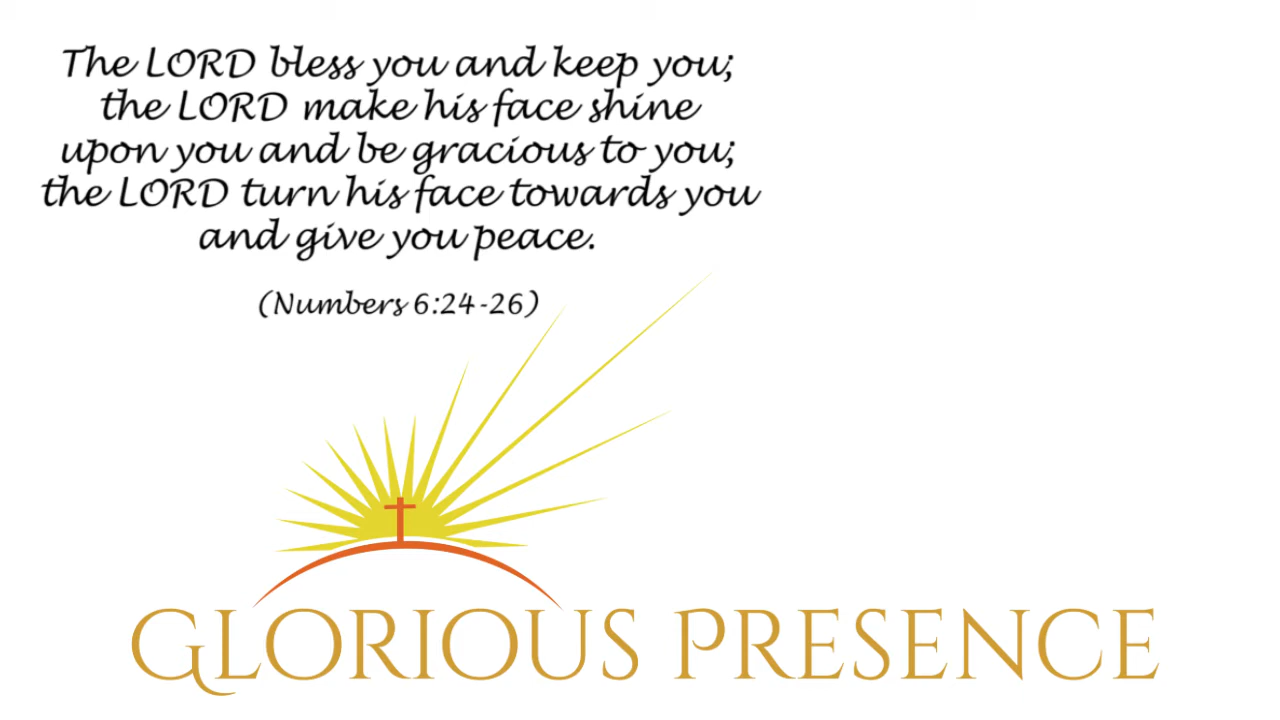 The LORD bless you and keep you;
the LORD make his face shine
upon you and be gracious to you;
the LORD turn his face towards you
and give you peace.
(Numbers 6:24-26)
GLORIOUS PRESENCE